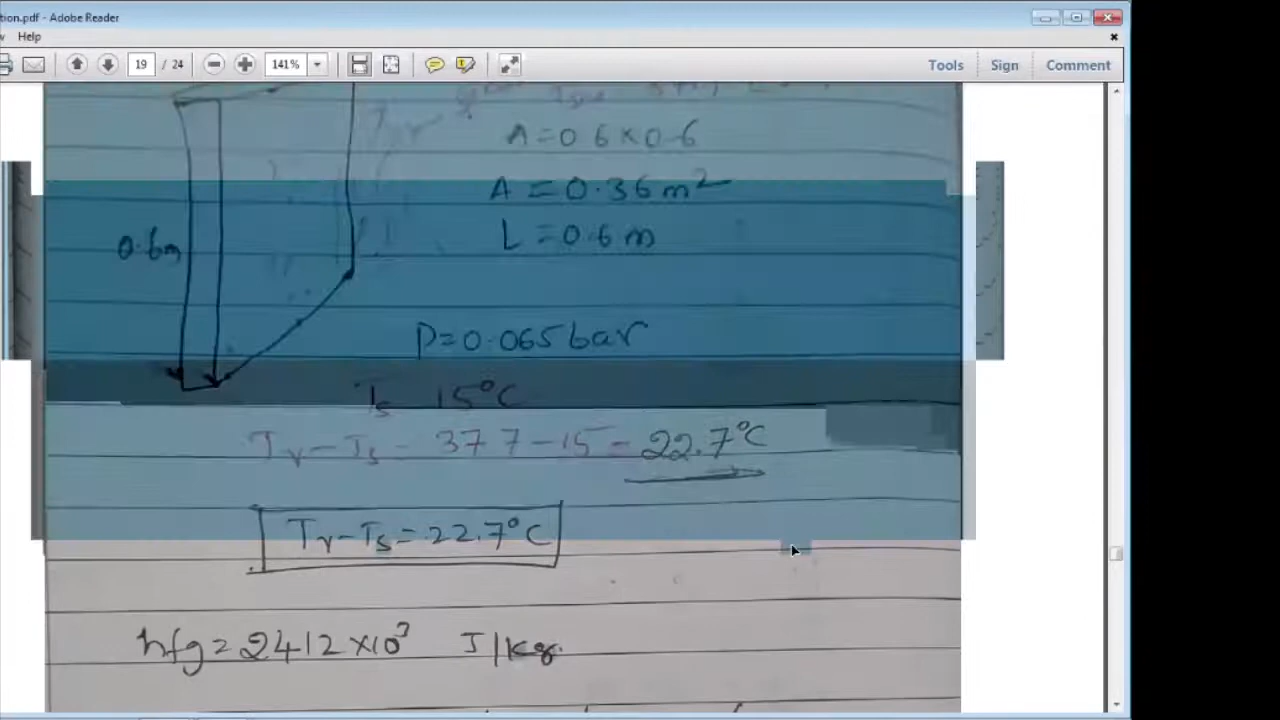 tion.pdf - Adobe Reader
Help
19 / 24
141%
Tools Sign Comment
A = 0.6 × 0.6
A = 0.36 m²
L = 0.6 m
0.6m
P = 0.065 bar
Ts 15°C
Tv - Ts - 37 7 - 15 = 22.7°C
Tv - Ts = 22.7°C
hfg = 2412 × 10³ J/kg.